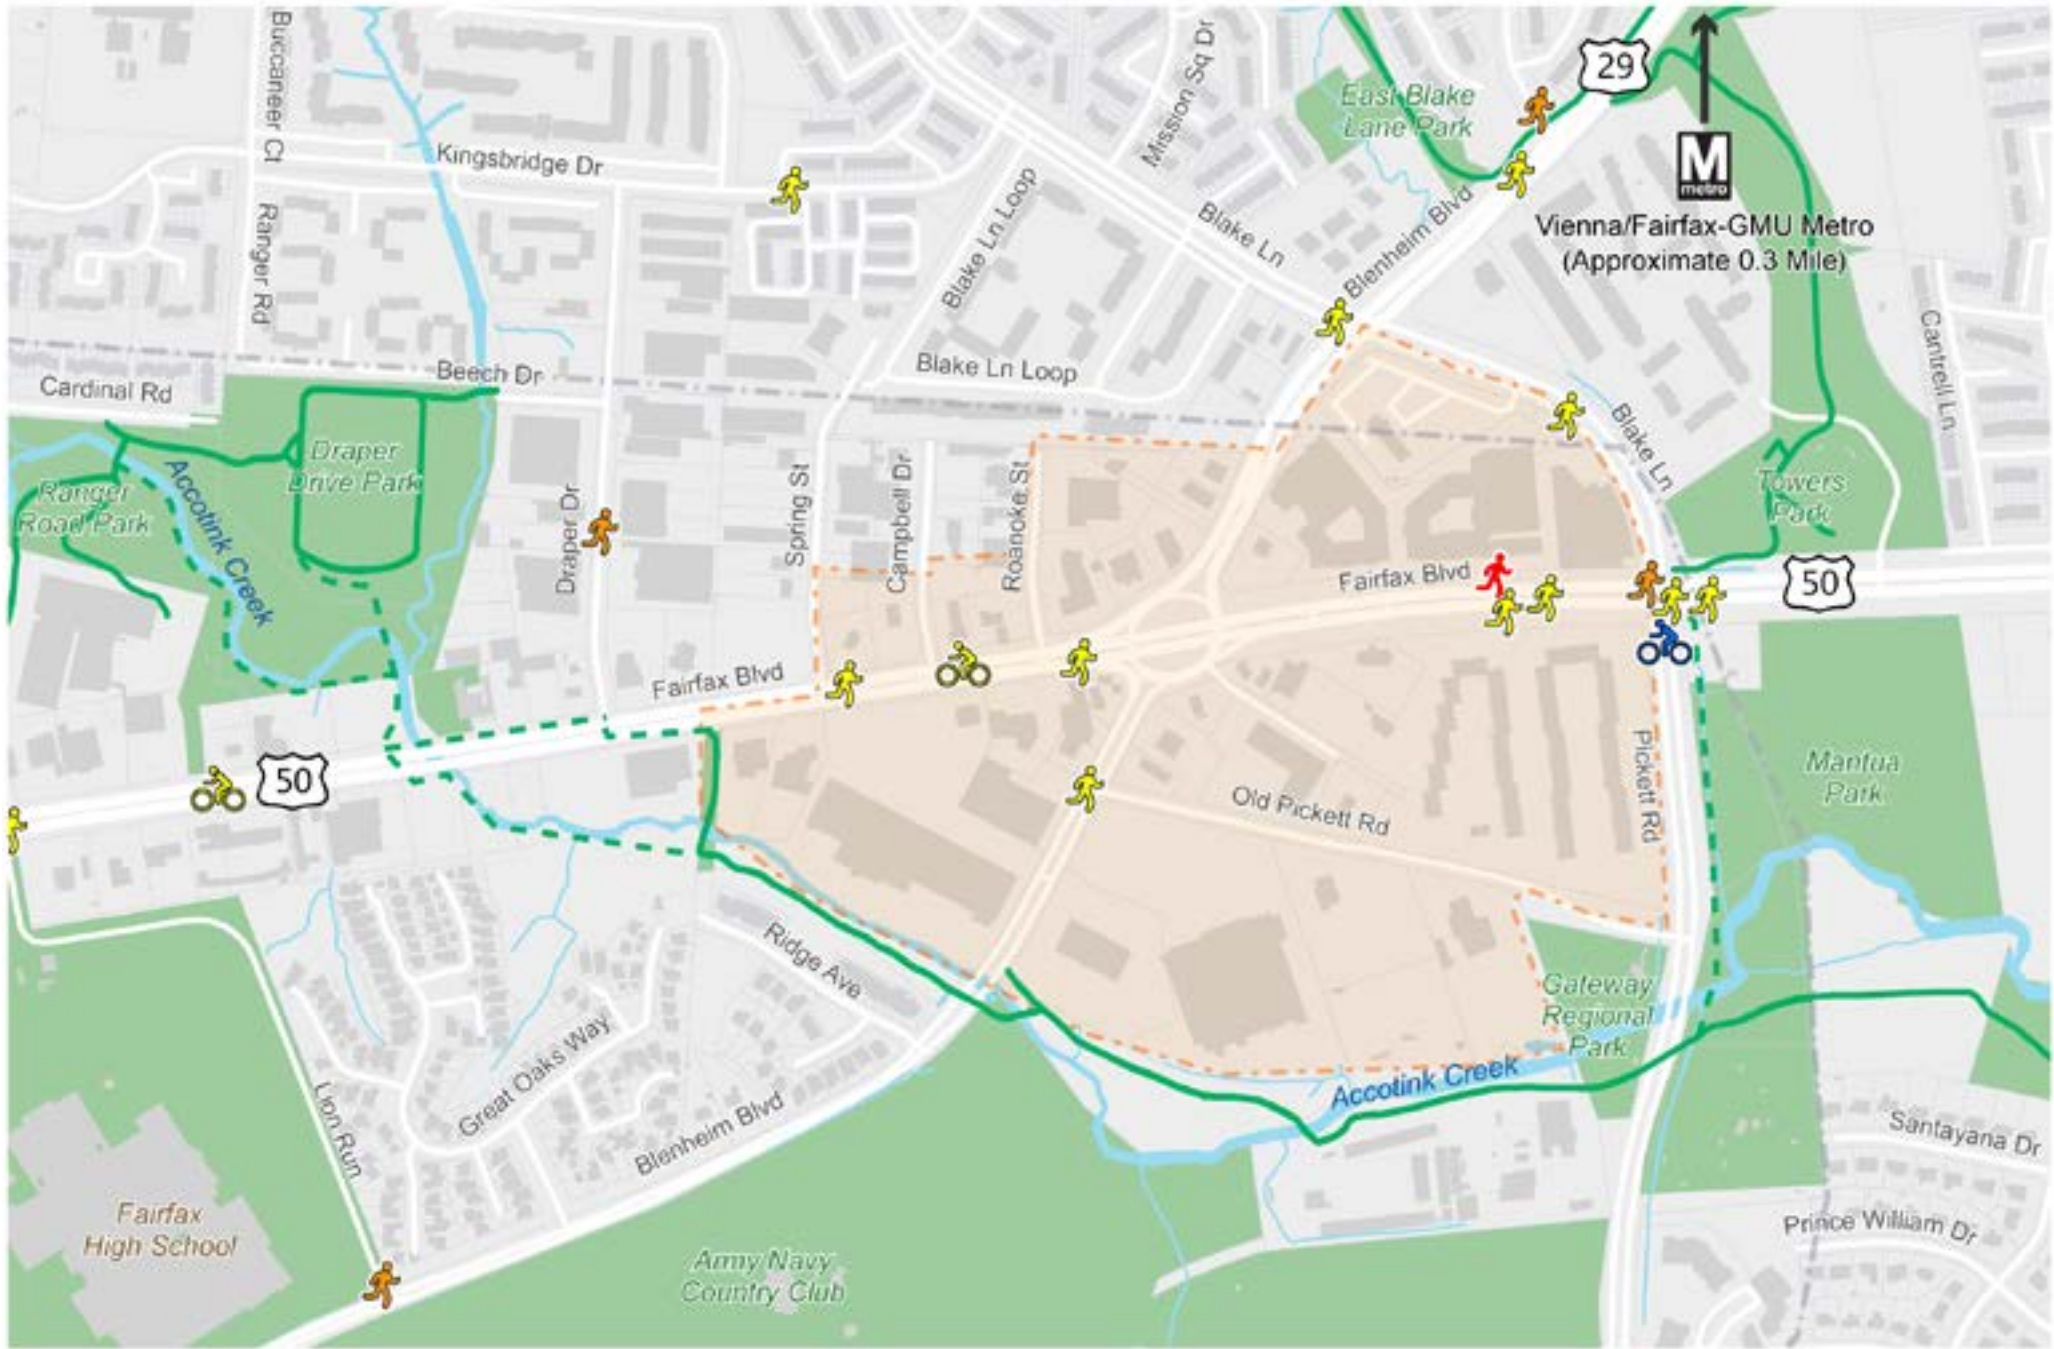 Buccaneer Ct
Mission Sq Dr
29
East Blake
Lane Park
M
metro
Kingsbridge Dr
Vienna/Fairfax-GMU Metro
(Approximate 0.3 Mile)
Ranger Rd
Blake Ln Loop
Blake Ln
Blenheim Blvd
Cantrell Ln
Beech Dr
Blake Ln Loop
Cardinal Rd
Blake Ln
Draper
Drive Park
Ranger
Road Park
Accotink Creek
Draper Dr
Spring St
Campbell Dr
Roanoke St
Towers
Park
Fairfax Blvd
50
Fairfax Blvd
50
Pickett Rd
Mantua
Park
Old Pickett Rd
Ridge Ave
Gateway
Regional
Park
Great Oaks Way
Accotink Creek
Lion Run
Blenheim Blvd
Santayana Dr
Fairfax
High School
Prince William Dr
Army Navy
Country Club